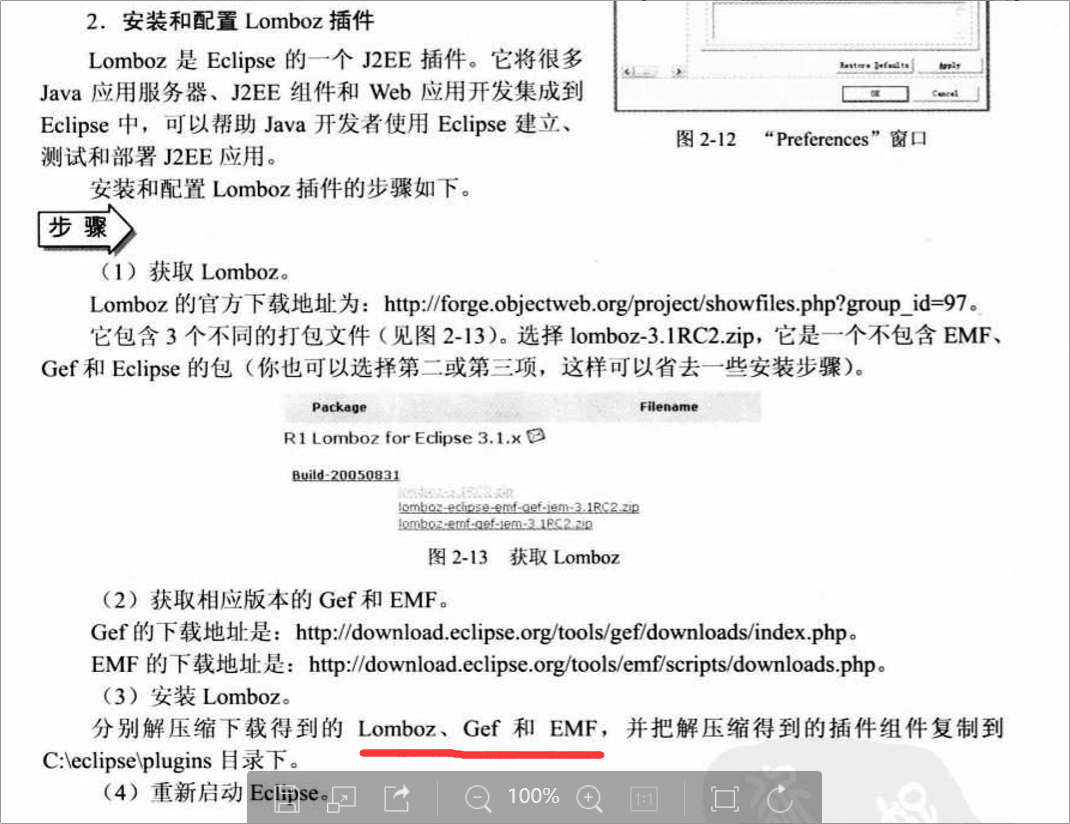 2．安装和配置 Lomboz 插件
Lomboz 是 Eclipse 的一个 J2EE 插件。它将很多
Java 应用服务器、J2EE 组件和 Web 应用开发集成到
Eclipse 中，可以帮助 Java 开发者使用 Eclipse 建立、
测试和部署 J2EE 应用。
Restore Defaults Apply
OK Cancel
图 2-12 “Preferences”窗口
安装和配置 Lomboz 插件的步骤如下。
步 骤
（1）获取 Lomboz。
Lomboz 的官方下载地址为：http://forge.objectweb.org/project/showfiles.php?group_id=97。
它包含 3 个不同的打包文件（见图 2-13）。选择 lomboz-3.1RC2.zip，它是一个不包含 EMF、
Gef 和 Eclipse 的包（你也可以选择第二或第三项，这样可以省去一些安装步骤）。
Package Filename
R1 Lomboz for Eclipse 3.1.x
Build-20050831
lomboz-3.1RC2.zip
lomboz-eclipse-emf-gef-jem-3.1RC2.zip
lomboz-emf-gef-jem-3.1RC2.zip
图 2-13 获取 Lomboz
（2）获取相应版本的 Gef 和 EMF。
Gef 的下载地址是：http://download.eclipse.org/tools/gef/downloads/index.php。
EMF 的下载地址是：http://download.eclipse.org/tools/emf/scripts/downloads.php。
（3）安装 Lomboz。
分别解压缩下载得到的 Lomboz、Gef 和 EMF，并把解压缩得到的插件组件复制到
C:\eclipse\plugins 目录下。
（4）重新启动 Eclipse。
100%
1:1